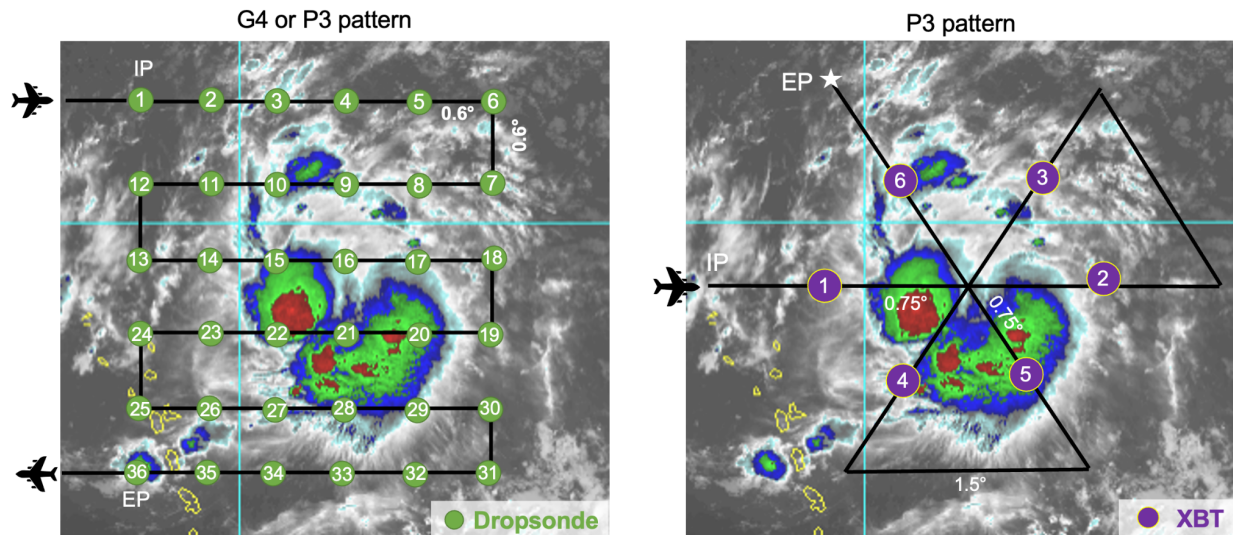 G4 or P3 pattern
IP
1 2 3 4 5 6
0.6°
0.6°
12 11 10 9 8 7
13 14 15 16 17 18
24 23 22 21 20 19
25 26 27 28 29 30
36 35 34 33 32 31
EP
Dropsonde
P3 pattern
EP
6
3
IP
1
2
0.75°
0.75°
4
5
1.5°
XBT